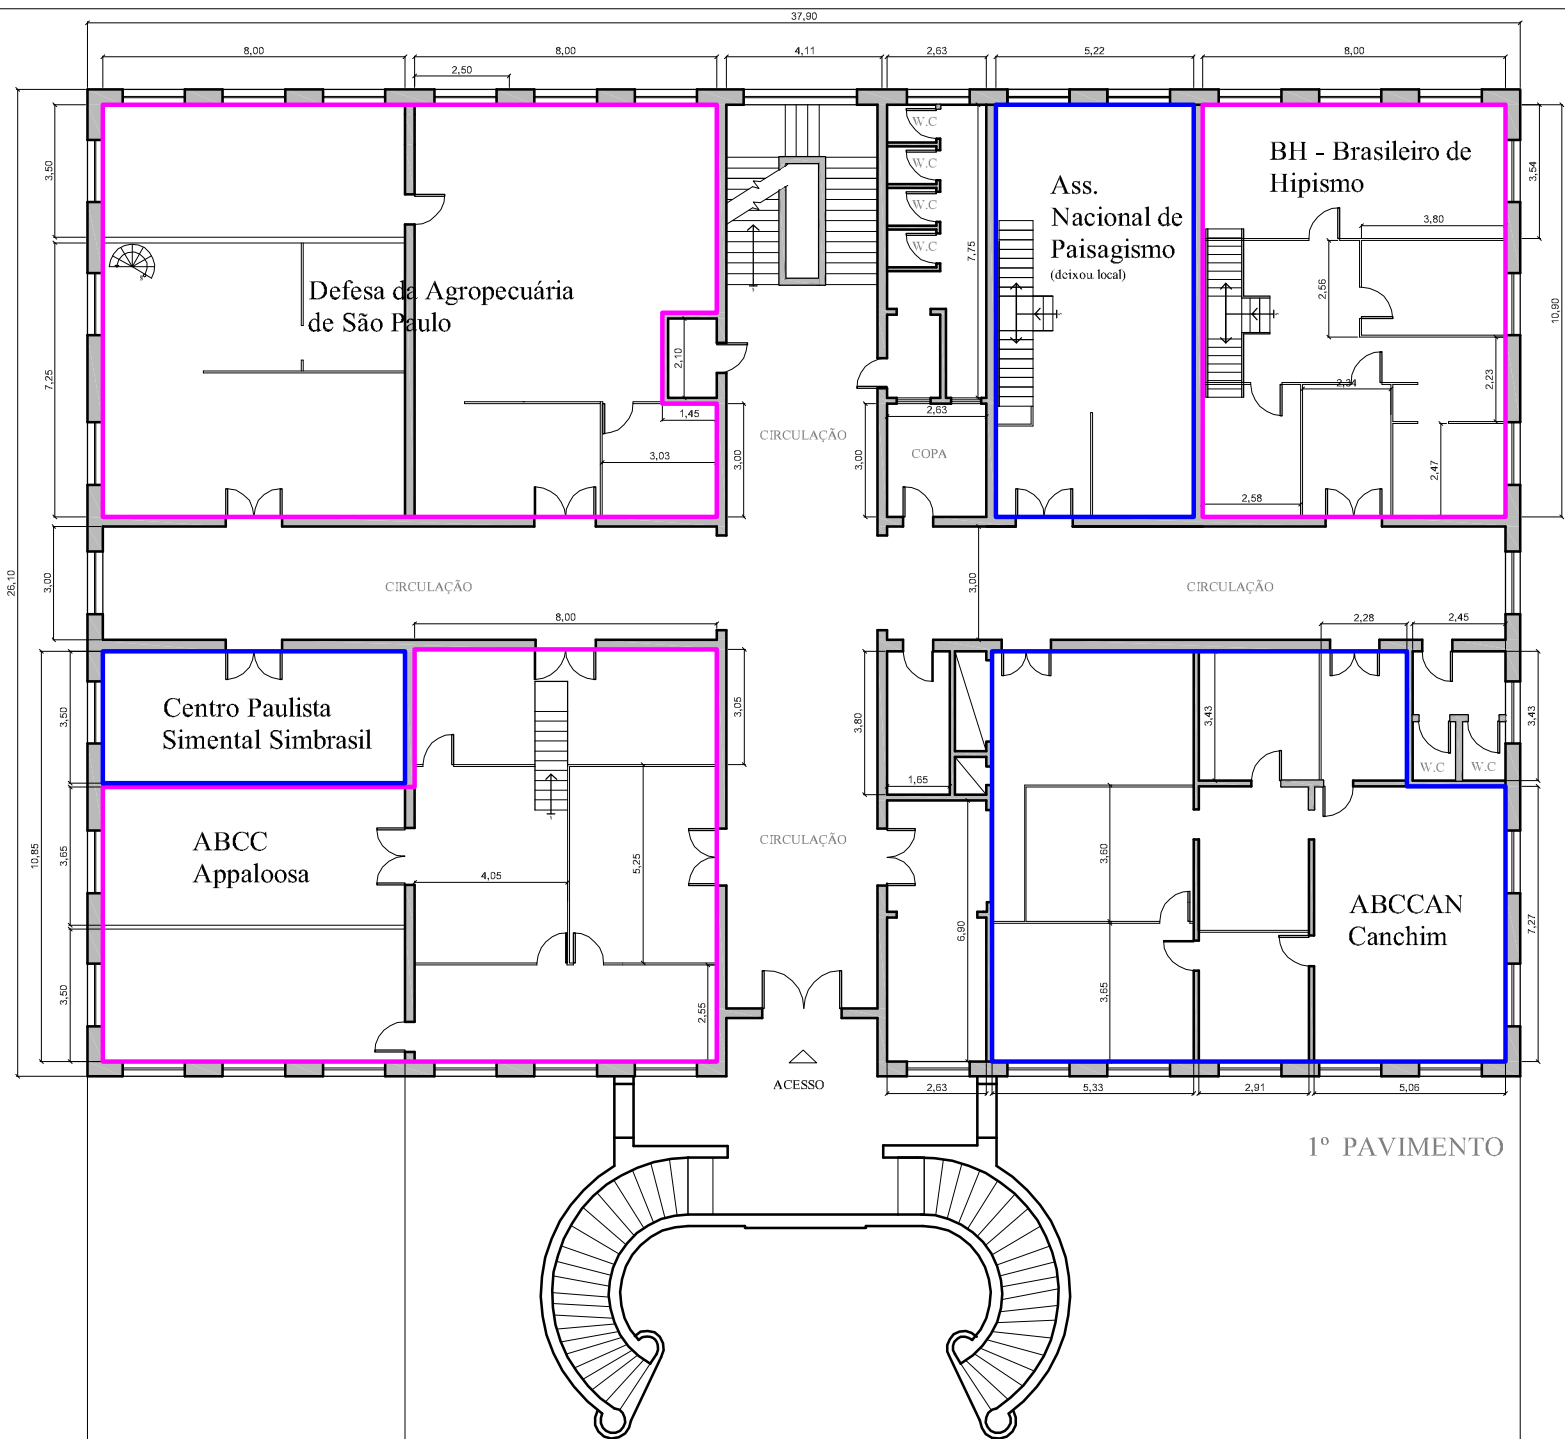 37,90
8,00
8,00
4,11
2,63
5,22
8,00
2,50
W.C
W.C
W.C
W.C
7,75
3,50
7,25
Defesa da Agropecuária
de São Paulo
2,10
1,45
3,03
3,00
CIRCULAÇÃO
3,00
2,63
COPA
Ass.
Nacional de
Paisagismo
(deixou local)
BH - Brasileiro de
Hipismo
3,80
3,54
2,56
10,90
2,34
2,23
2,58
2,47
26,10
3,00
CIRCULAÇÃO
3,00
CIRCULAÇÃO
8,00
2,28
2,45
Centro Paulista
Simental Simbrasil
3,50
3,05
3,80
1,65
3,43
3,43
W.C
W.C
10,85
3,65
ABCC
Appaloosa
4,05
5,25
CIRCULAÇÃO
3,60
6,90
ABCCAN
Canchim
7,27
3,50
2,55
3,65
ACESSO
2,63
5,33
2,91
5,06
1º PAVIMENTO